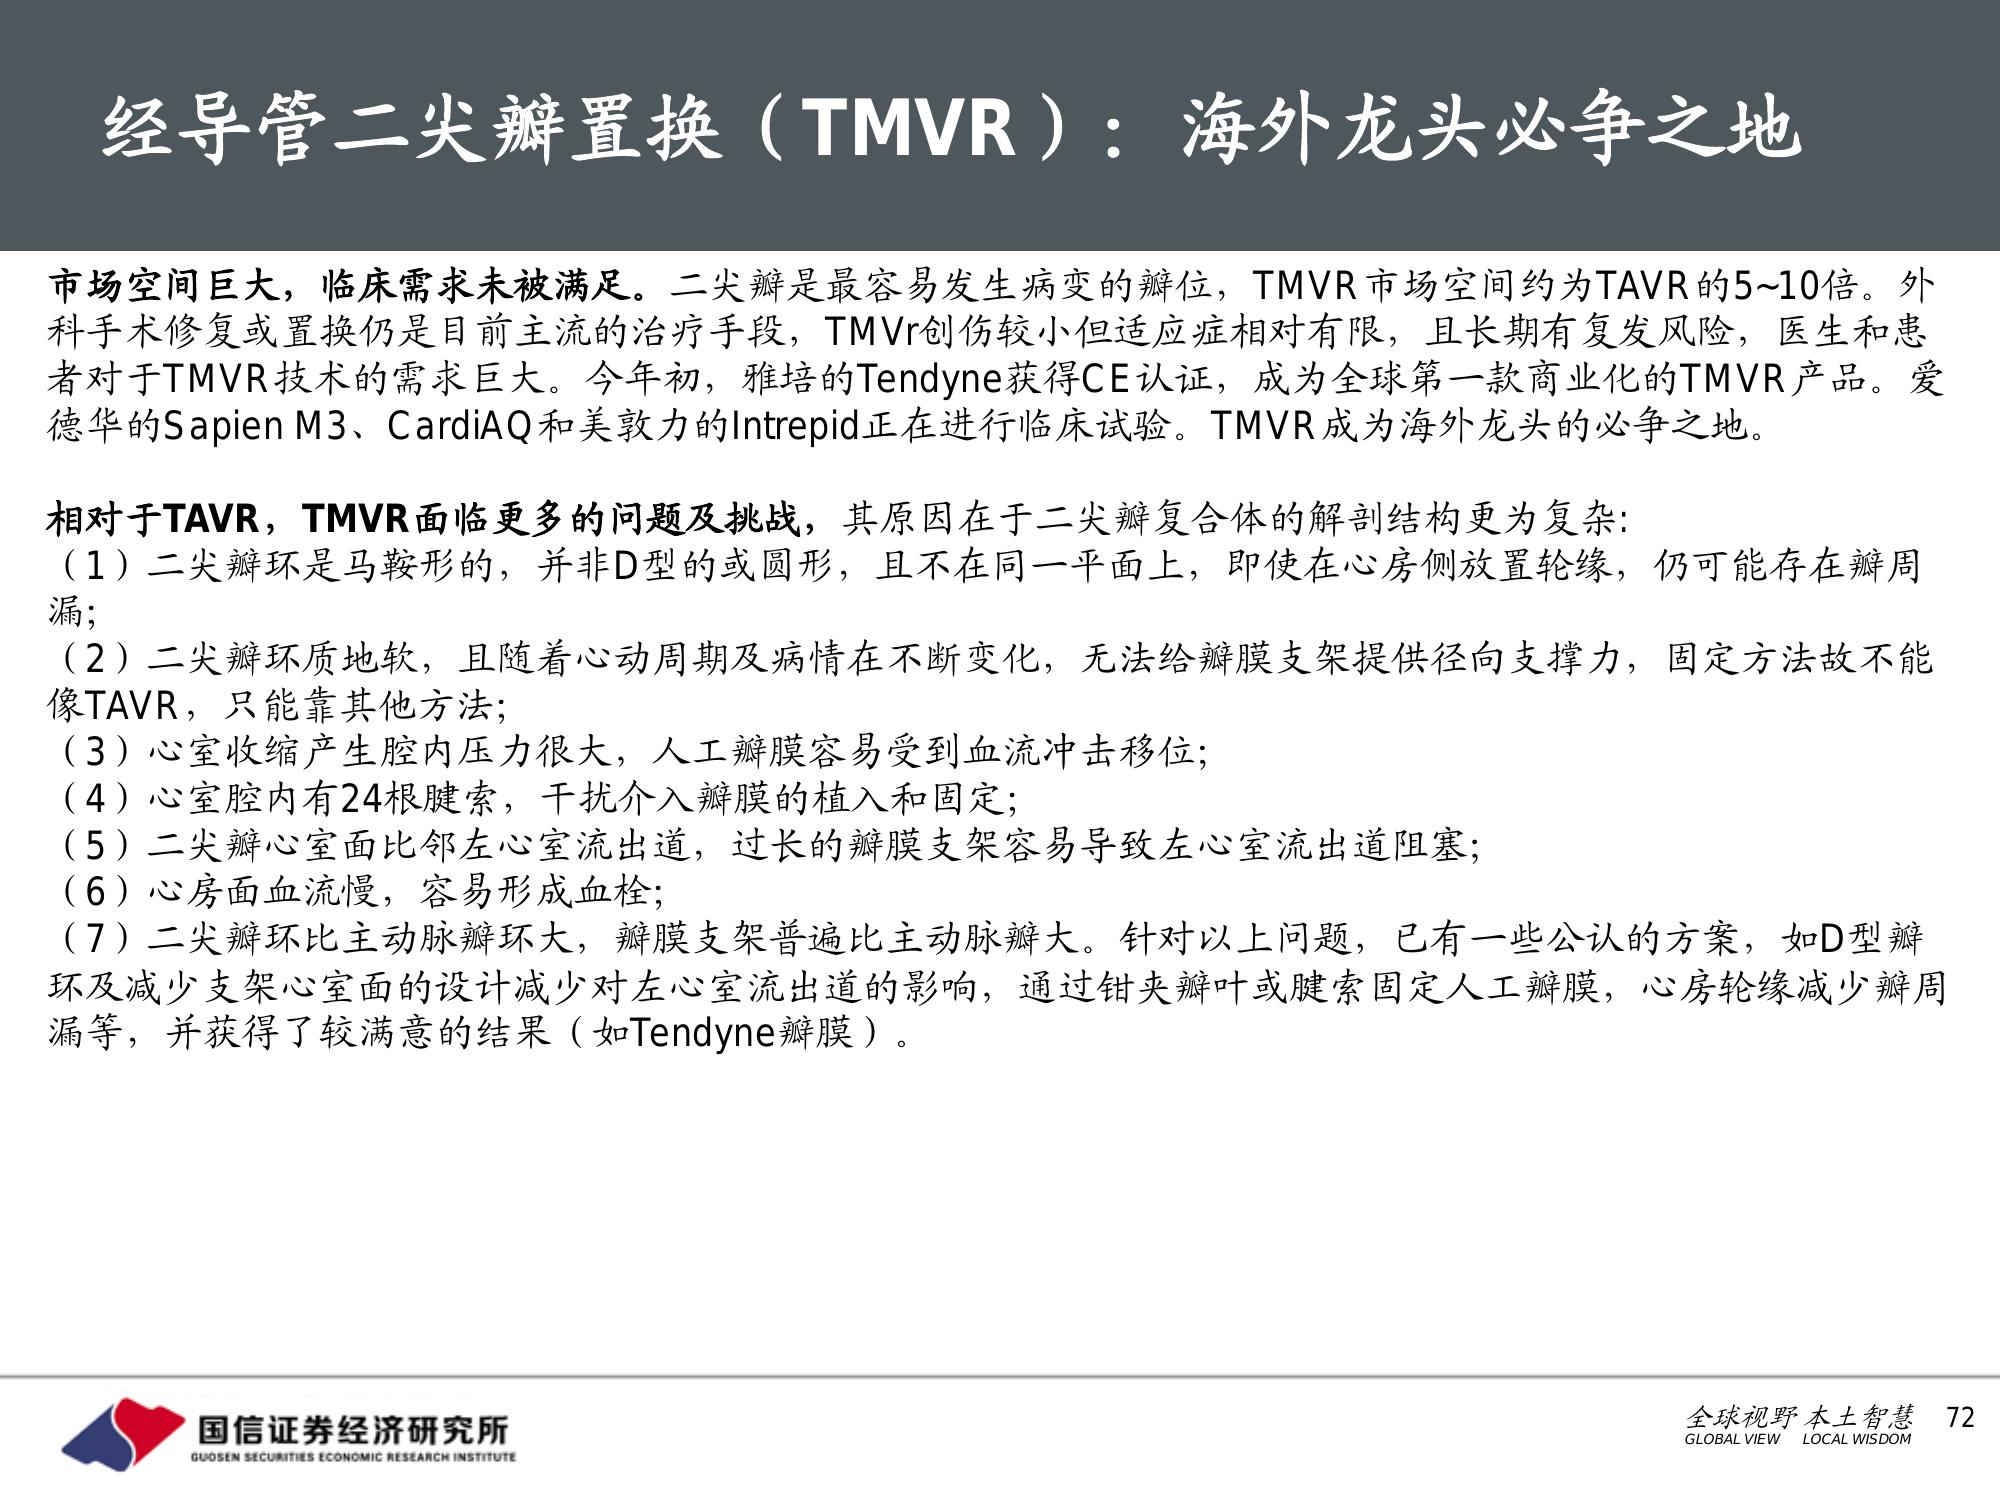 经导管二尖瓣置换（TMVR）：海外龙头必争之地
市场空间巨大，临床需求未被满足。二尖瓣是最容易发生病变的瓣位，TMVR市场空间约为TAVR的5~10倍。外
科手术修复或置换仍是目前主流的治疗手段，TMVr创伤较小但适应症相对有限，且长期有复发风险，医生和患
者对于TMVR技术的需求巨大。今年初，雅培的Tendyne获得CE认证，成为全球第一款商业化的TMVR产品。爱
德华的Sapien M3、CardiAQ和美敦力的Intrepid正在进行临床试验。TMVR成为海外龙头的必争之地。
相对于TAVR，TMVR面临更多的问题及挑战，其原因在于二尖瓣复合体的解剖结构更为复杂：
（1）二尖瓣环是马鞍形的，并非D型的或圆形，且不在同一平面上，即使在心房侧放置轮缘，仍可能存在瓣周
漏；
（2）二尖瓣环质地软，且随着心动周期及病情在不断变化，无法给瓣膜支架提供径向支撑力，固定方法故不能
像TAVR，只能靠其他方法；
（3）心室收缩产生腔内压力很大，人工瓣膜容易受到血流冲击移位；
（4）心室腔内有24根腱索，干扰介入瓣膜的植入和固定；
（5）二尖瓣心室面比邻左心室流出道，过长的瓣膜支架容易导致左心室流出道阻塞；
（6）心房面血流慢，容易形成血栓；
（7）二尖瓣环比主动脉瓣环大，瓣膜支架普遍比主动脉瓣大。针对以上问题，已有一些公认的方案，如D型瓣
环及减少支架心室面的设计减少对左心室流出道的影响，通过钳夹瓣叶或腱索固定人工瓣膜，心房轮缘减少瓣周
漏等，并获得了较满意的结果（如Tendyne瓣膜）。
国信证券经济研究所
GUOSEN SECURITIES ECONOMIC RESEARCH INSTITUTE
全球视野 本土智慧 72
GLOBAL VIEW LOCAL WISDOM